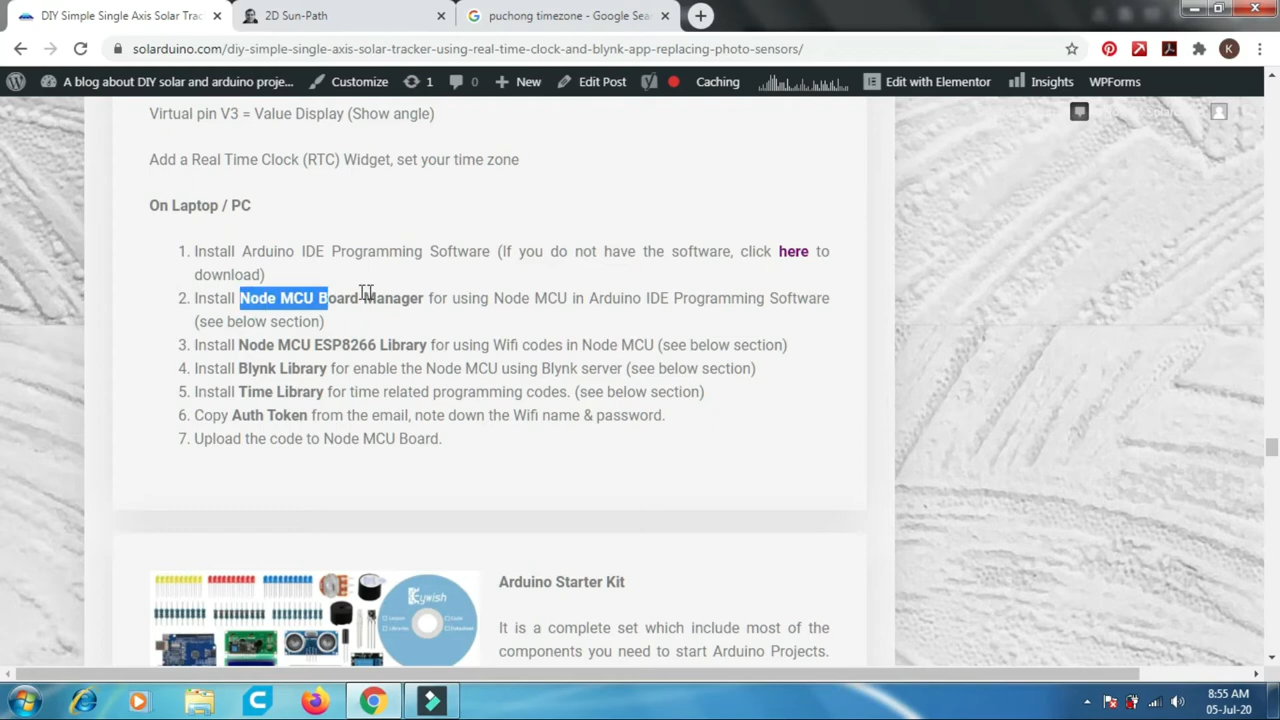 DIY Simple Single Axis Solar Trac
2D Sun-Path
puchong timezone - Google Sea
solarduino.com/diy-simple-single-axis-solar-tracker-using-real-time-clock-and-blynk-app-replacing-photo-sensors/
K
A blog about DIY solar and arduino proje... Customize 1 0 New Edit Post Caching Edit with Elementor Insights WPForms
Virtual pin V3 = Value Display (Show angle)
Add a Real Time Clock (RTC) Widget, set your time zone
On Laptop / PC
1. Install Arduino IDE Programming Software (If you do not have the software, click here to
download)
2. Install Node MCU Board Manager for using Node MCU in Arduino IDE Programming Software
(see below section)
3. Install Node MCU ESP8266 Library for using Wifi codes in Node MCU (see below section)
4. Install Blynk Library for enable the Node MCU using Blynk server (see below section)
5. Install Time Library for time related programming codes. (see below section)
6. Copy Auth Token from the email, note down the Wifi name & password.
7. Upload the code to Node MCU Board.
Arduino Starter Kit
It is a complete set which include most of the
components you need to start Arduino Projects.
8:55 AM
05-Jul-20